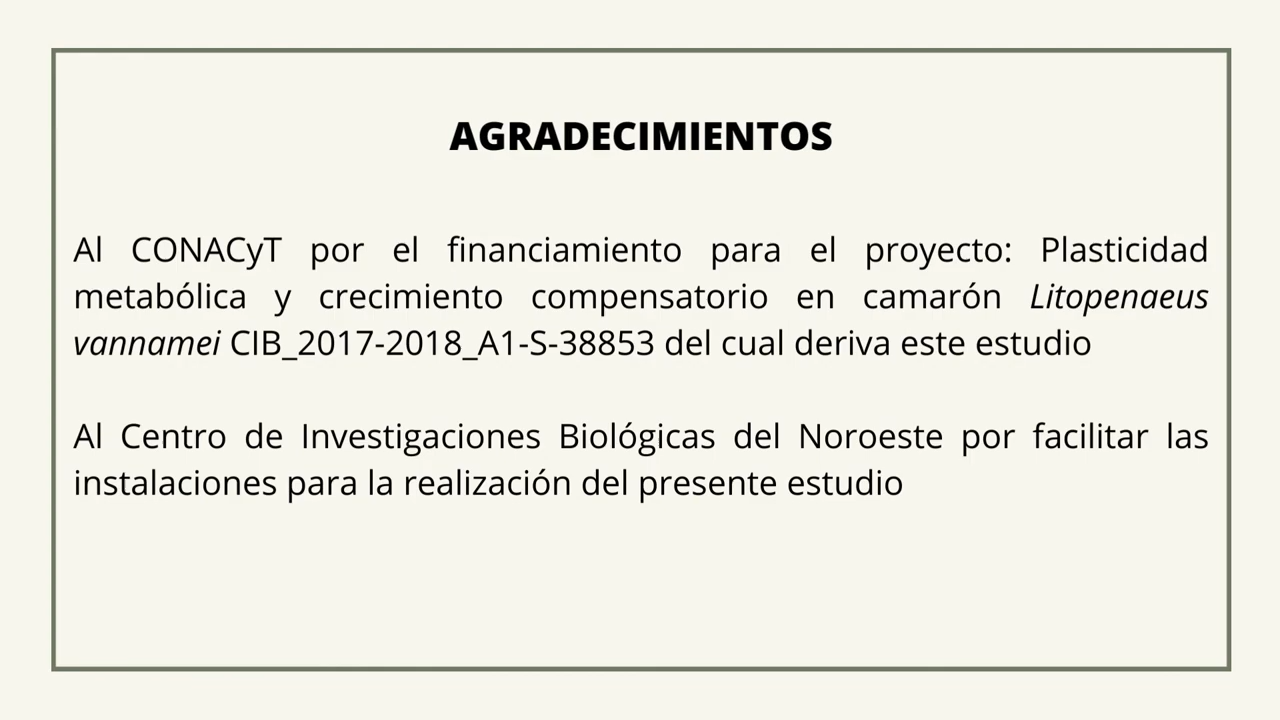 AGRADECIMIENTOS
Al CONACyT por el financiamiento para el proyecto: Plasticidad
metabólica y crecimiento compensatorio en camarón Litopenaeus
vannamei CIB_2017-2018_A1-S-38853 del cual deriva este estudio
Al Centro de Investigaciones Biológicas del Noroeste por facilitar las
instalaciones para la realización del presente estudio